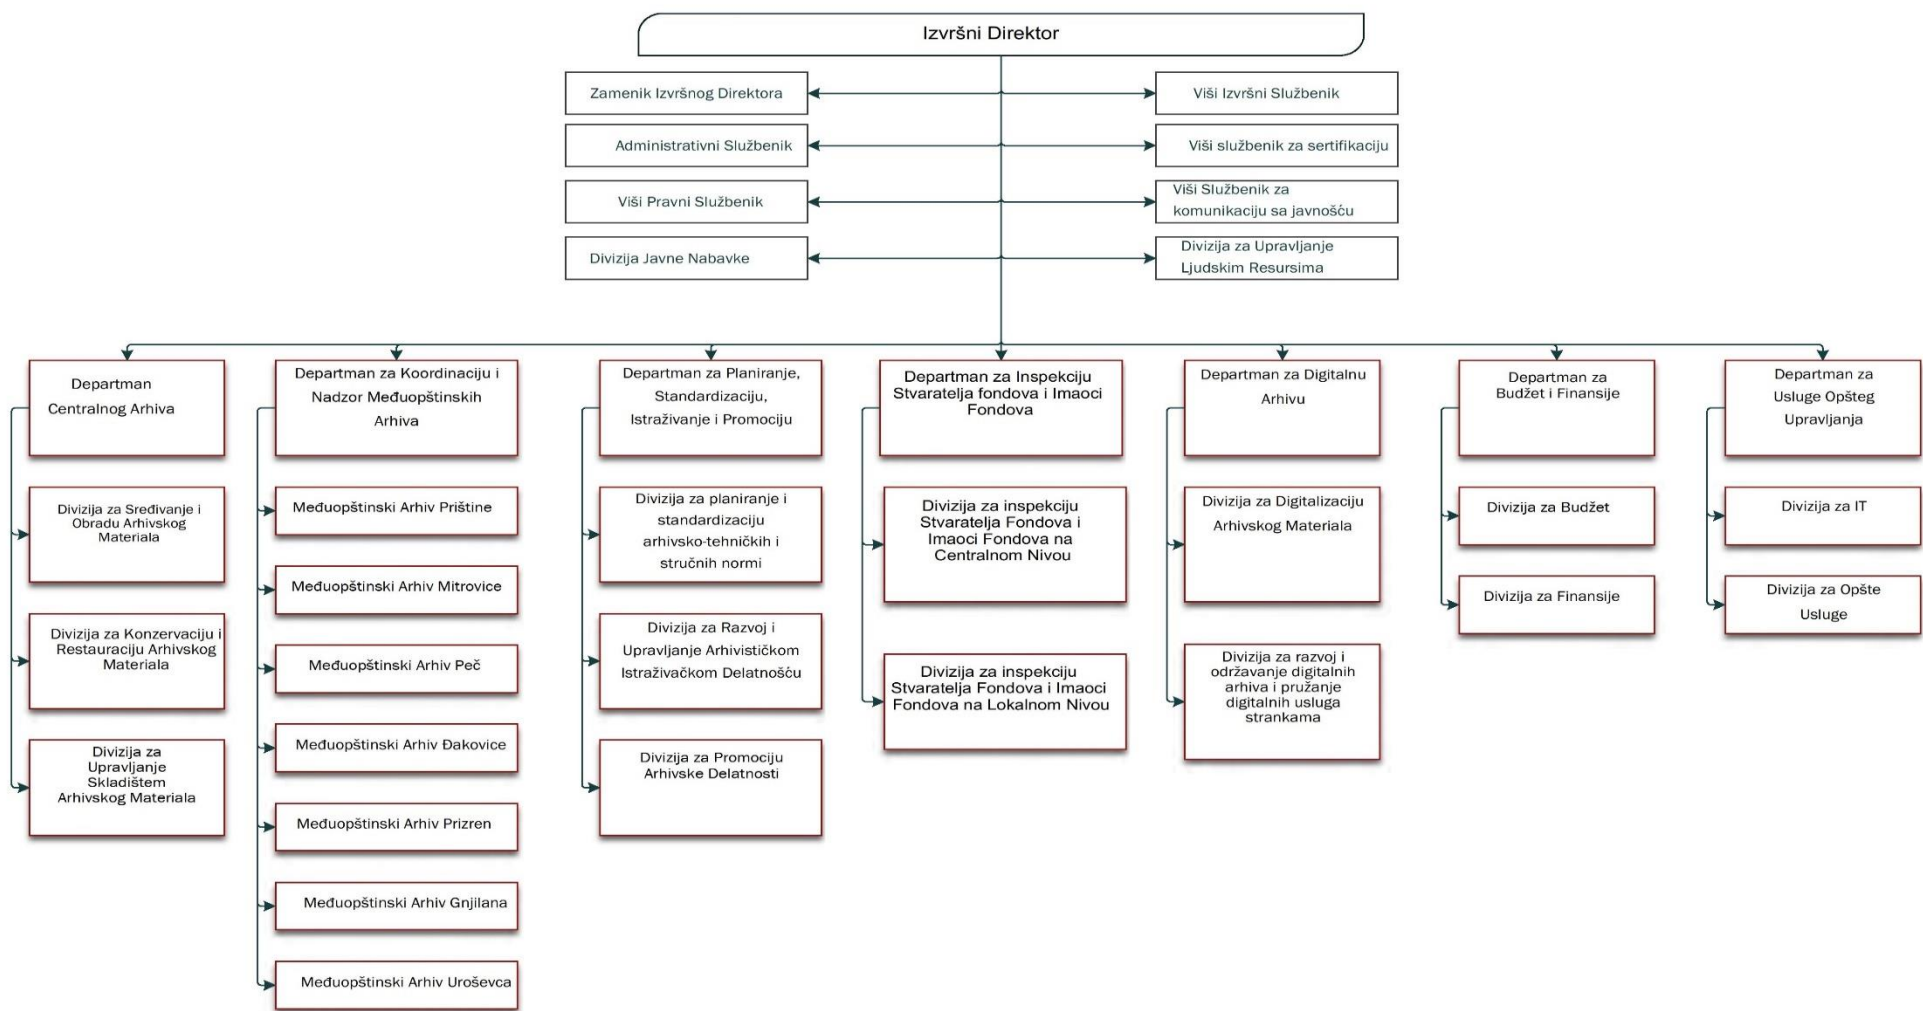 Izvršni Direktor
Zamenik Izvršnog Direktora
Viši Izvršni Službenik
Administrativni Službenik
Viši službenik za sertifikaciju
Viši Pravni Službenik
Viši Službenik za
komunikaciju sa javnošću
Divizija Javne Nabavke
Divizija za Upravljanje
Ljudskim Resursima
Departman
Centralnog Arhiva
Divizija za Sređivanje i
Obradu Arhivskog
Materiala
Divizija za Konzervaciju i
Restauraciju Arhivskog
Materiala
Divizija za
Upravljanje
Skladištem
Arhivskog Materiala
Departman za Koordinaciju i
Nadzor Međuopštinskih
Arhiva
Međuopštinski Arhiv Prištine
Međuopštinski Arhiv Mitrovice
Međuopštinski Arhiv Peč
Međuopštinski Arhiv Đakovice
Međuopštinski Arhiv Prizren
Međuopštinski Arhiv Gnjilana
Međuopštinski Arhiv Uroševca
Departman za Planiranje,
Standardizaciju,
Istraživanje i Promociju
Divizija za planiranje i
standardizaciju
arhivsko-tehničkih i
stručnih normi
Divizija za Razvoj i
Upravljanje Arhivističkom
Istraživačkom Delatnošću
Divizija za Promociju
Arhivske Delatnosti
Departman za Inspekciju
Stvaratelja fondova i Imaoci
Fondova
Divizija za inspekciju
Stvaratelja Fondova i
Imaoci Fondova na
Centralnom Nivou
Divizija za inspekciju
Stvaratelja Fondova i Imaoci
Fondova na Lokalnom Nivou
Departman za Digitalnu
Arhivu
Divizija za Digitalizaciju
Arhivskog Materiala
Divizija za razvoj i
održavanje digitalnih
arhiva i pružanje
digitalnih usluga
strankama
Departman za
Budžet i Finansije
Divizija za Budžet
Divizija za Finansije
Departman za
Usluge Opšteg
Upravljanja
Divizija za IT
Divizija za Opšte
Usluge